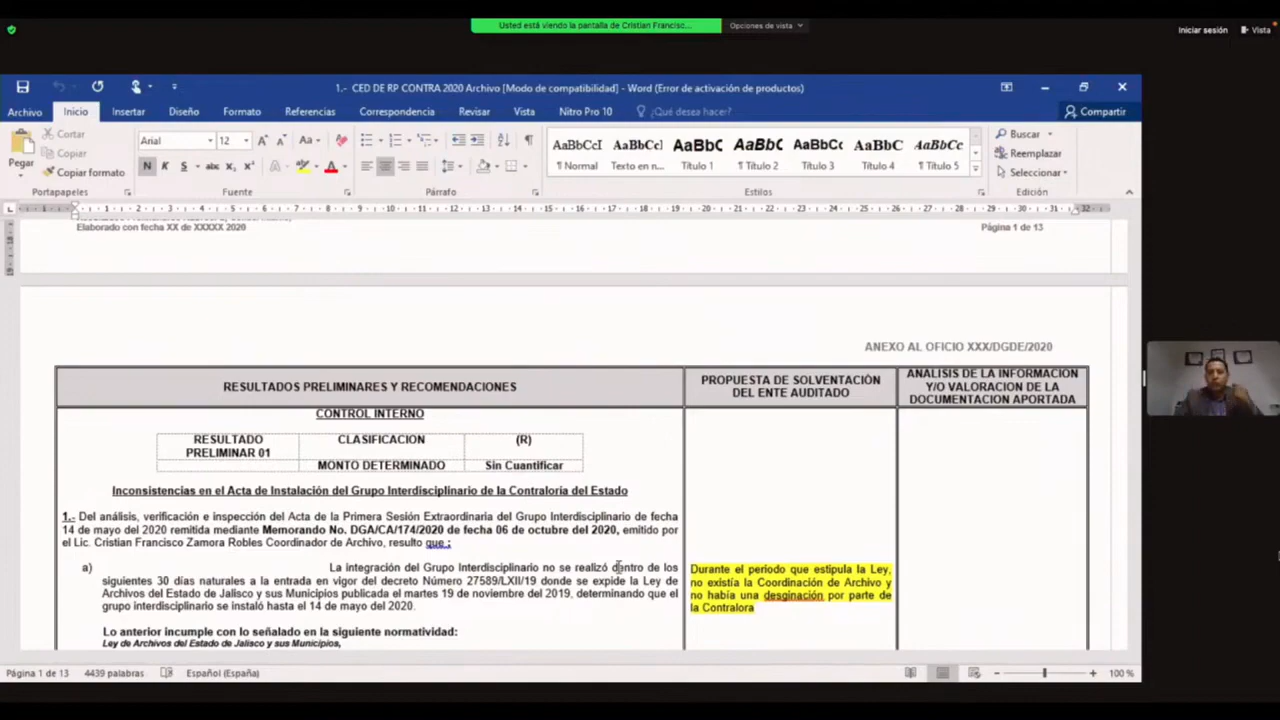 Usted está viendo la pantalla de Cristian Francisc...
Opciones de vista
Iniciar sesión
Vista
1.- CED DE RP CONTRA 2020 Archivo [Modo de compatibilidad] - Word (Error de activación de productos)
Archivo Inicio Insertar Diseño Formato Referencias Correspondencia Revisar Vista Nitro Pro 10 ¿Qué desea hacer? Compartir
Pegar
Cortar
Copiar
Copiar formato
Portapapeles
Arial 12
Aa
N K S abc x₂ x²
Fuente
Párrafo
AaBbCcI AaBbCcI AaBbC AaBbC AaBbCc AaBbC AaBbCc
¶ Normal Texto en n... ¶ Título 1 ¶ Título 2 ¶ Título 3 ¶ Título 4 ¶ Título 5
Estilos
Buscar
Reemplazar
Seleccionar
Edición
Elaborado con fecha XX de XXXXX 2020 Página 1 de 13
ANEXO AL OFICIO XXX/DGDE/2020
RESULTADOS PRELIMINARES Y RECOMENDACIONES
PROPUESTA DE SOLVENTACIÓN
DEL ENTE AUDITADO
ANALISIS DE LA INFORMACION
Y/O VALORACION DE LA
DOCUMENTACION APORTADA
CONTROL INTERNO
RESULTADO
PRELIMINAR 01
CLASIFICACION (R)
MONTO DETERMINADO Sin Cuantificar
Inconsistencias en el Acta de Instalación del Grupo Interdisciplinario de la Contraloria del Estado
1.- Del análisis, verificación e inspección del Acta de la Primera Sesión Extraordinaria del Grupo Interdisciplinario de fecha
14 de mayo del 2020 remitida mediante Memorando No. DGA/CA/174/2020 de fecha 06 de octubre del 2020, emitido por
el Lic. Cristian Francisco Zamora Robles Coordinador de Archivo, resulto que ;
a) La integración del Grupo Interdisciplinario no se realizó dentro de los
siguientes 30 días naturales a la entrada en vigor del decreto Número 27589/LXII/19 donde se expide la Ley de
Archivos del Estado de Jalisco y sus Municipios publicada el martes 19 de noviembre del 2019, determinando que el
grupo interdisciplinario se instaló hasta el 14 de mayo del 2020.
Lo anterior incumple con lo señalado en la siguiente normatividad:
Ley de Archivos del Estado de Jalisco y sus Municipios,
Durante el periodo que estipula la Ley,
no existía la Coordinación de Archivo y
no había una desginación por parte de
la Contralora
Página 1 de 13 4439 palabras Español (España) 100 %